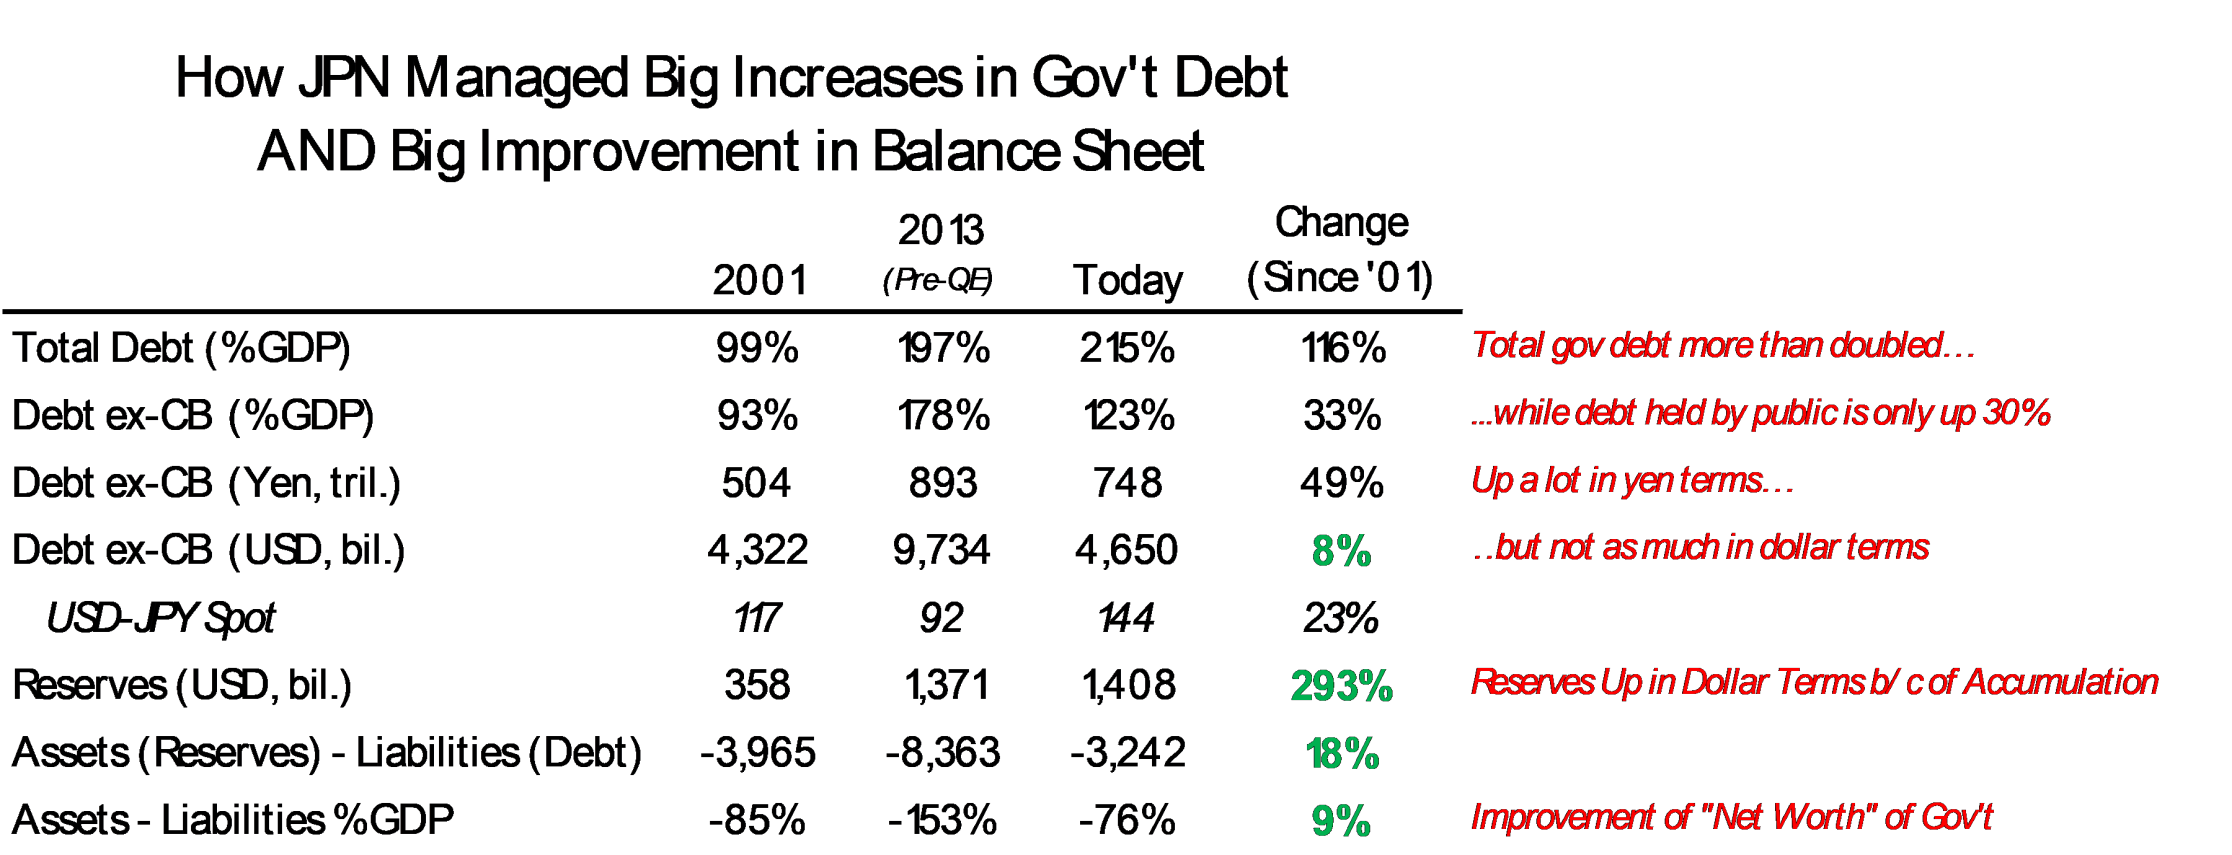 How JPN Managed Big Increases in Gov't Debt
AND Big Improvement in Balance Sheet
2001 2013 (Pre-QE) Today Change (Since '01)
Total Debt (%GDP) 99% 197% 215% 116% Total gov debt more than doubled…
Debt ex-CB (%GDP) 93% 178% 123% 33% ...while debt held by public is only up 30%
Debt ex-CB (Yen, tril.) 504 893 748 49% Up a lot in yen terms…
Debt ex-CB (USD, bil.) 4,322 9,734 4,650 8% ..but not as much in dollar terms
USD-JPY Spot 117 92 144 23%
Reserves (USD, bil.) 358 1,371 1,408 293% Reserves Up in Dollar Terms b/c of Accumulation
Assets (Reserves) - Liabilities (Debt) -3,965 -8,363 -3,242 18%
Assets - Liabilities %GDP -85% -153% -76% 9% Improvement of "Net Worth" of Gov't